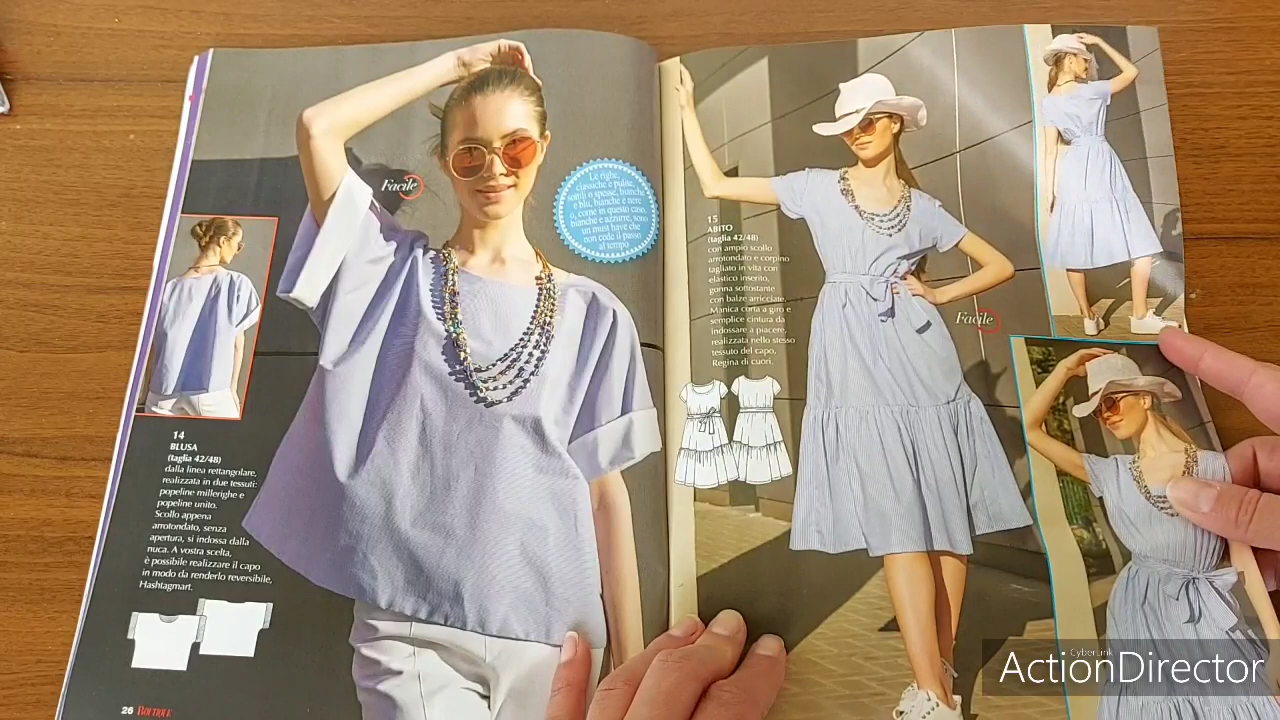 Facile
Le righe,
classiche e pulite,
sottili o spesse, bianche
e blu, bianche e nere
o, come in questo caso,
bianche e azzurre, sono
un must have che
non cede il passo
al tempo
14
BLUSA
(taglia 42/48)
dalla linea rettangolare,
realizzata in due tessuti:
popeline millerighe e
popeline unito.
Scollo appena
arrotondato, senza
apertura, si indossa dalla
nuca. A vostra scelta,
è possibile realizzare il capo
in modo da renderlo reversibile,
Hashtagmart.
26 BOUTIQUE
15
ABITO
(taglia 42/48)
con ampio scollo
arrotondato e corpino
tagliato in vita con
elastico inserito,
gonna sottostante
con balze arricciate.
Manica corta a giro e
semplice cintura da
indossare a piacere,
realizzata nello stesso
tessuto del capo,
Regina di cuori.
Facile
CyberLink
ActionDirector